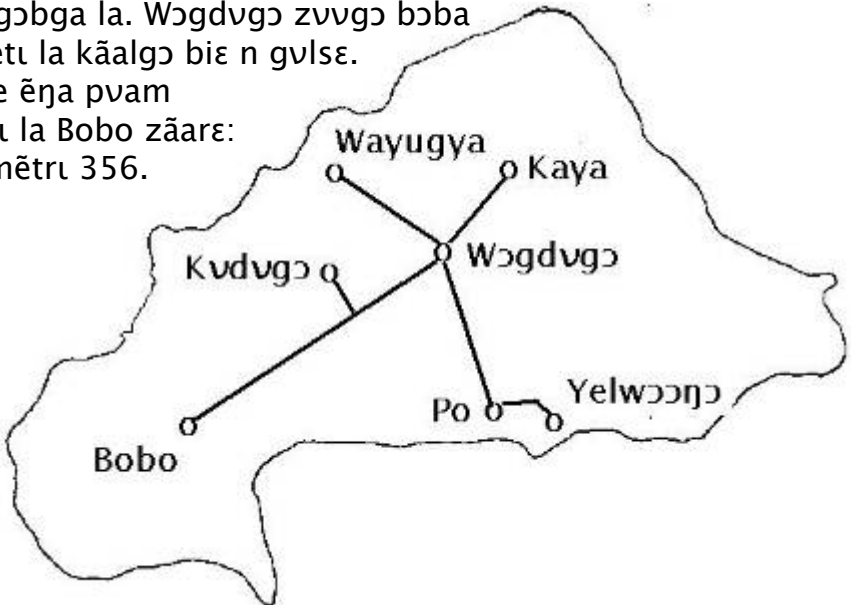 gɔbga la. Wɔgdʋgɔ zʋʋgɔ bɔba
etɩ la kãalgɔ biɛ n gʋlsɛ.
e ẽŋa pʋam
ɩ la Bobo zãarɛ:
mẽtrɩ 356.
Wayugya
Kaya
Kʋdʋgɔ
Wɔgdʋgɔ
Po
Yelwɔɔŋɔ
Bobo